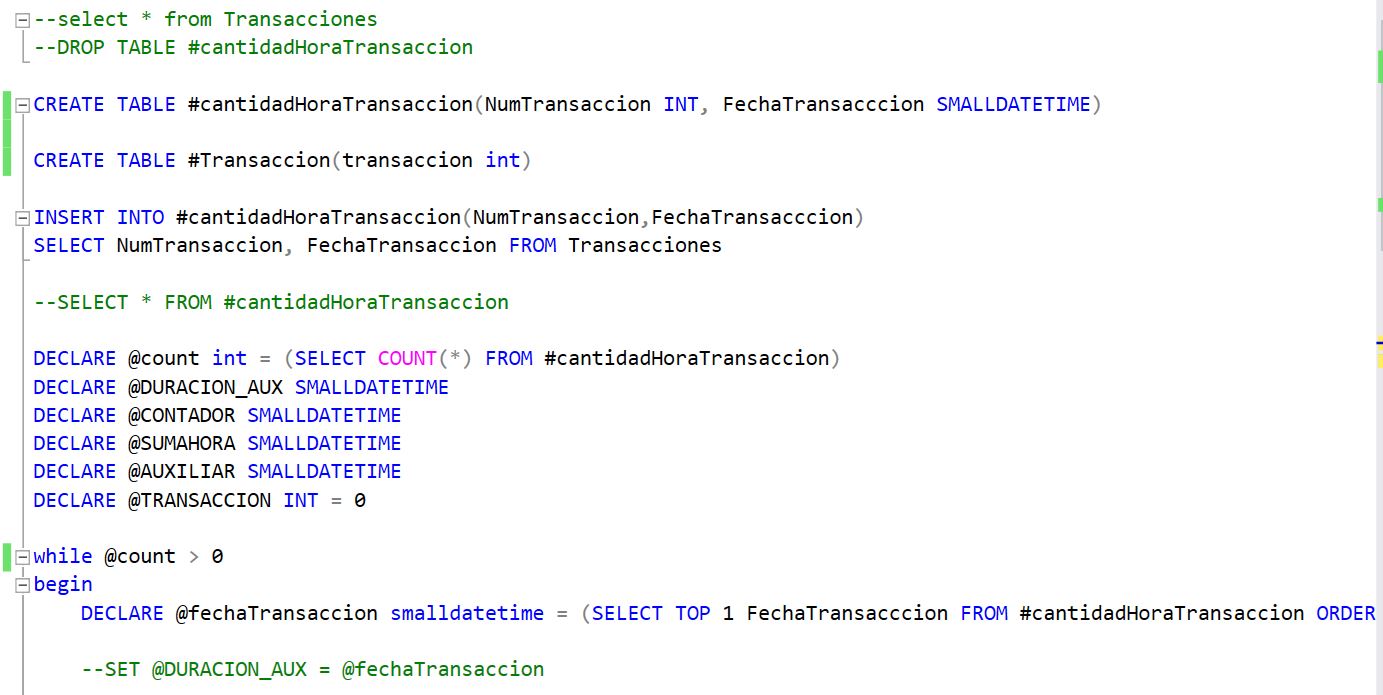 --select * from Transacciones
--DROP TABLE #cantidadHoraTransaccion
CREATE TABLE #cantidadHoraTransaccion(NumTransaccion INT, FechaTransacccion SMALLDATETIME)
CREATE TABLE #Transaccion(transaccion int)
INSERT INTO #cantidadHoraTransaccion(NumTransaccion,FechaTransacccion)
SELECT NumTransaccion, FechaTransaccion FROM Transacciones
--SELECT * FROM #cantidadHoraTransaccion
DECLARE @count int = (SELECT COUNT(*) FROM #cantidadHoraTransaccion)
DECLARE @DURACION_AUX SMALLDATETIME
DECLARE @CONTADOR SMALLDATETIME
DECLARE @SUMAHORA SMALLDATETIME
DECLARE @AUXILIAR SMALLDATETIME
DECLARE @TRANSACCION INT = 0
while @count > 0
begin
DECLARE @fechaTransaccion smalldatetime = (SELECT TOP 1 FechaTransacccion FROM #cantidadHoraTransaccion ORDER
--SET @DURACION_AUX = @fechaTransaccion